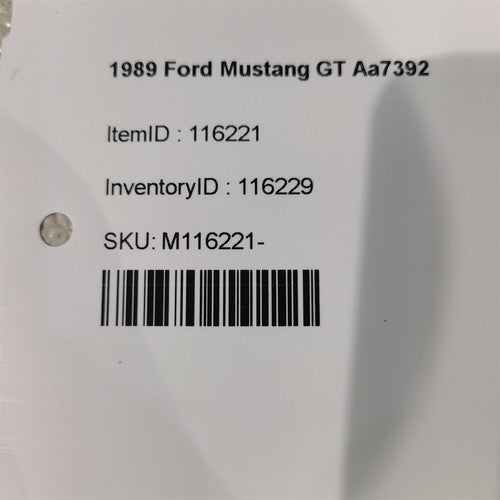 1989 Ford Mustang GT Aa7392
ItemID : 116221
InventoryID : 116229
SKU: M116221-